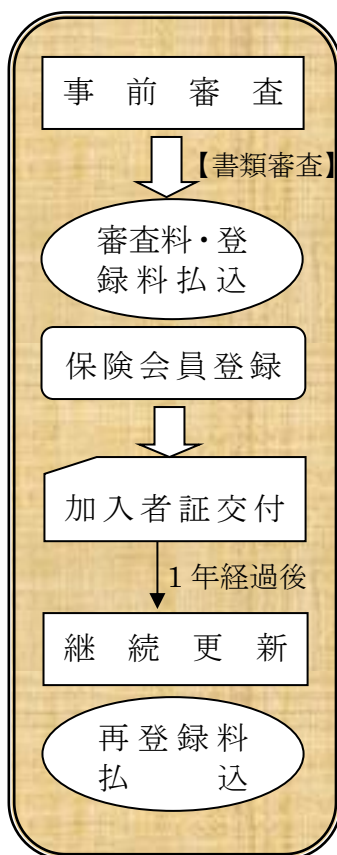 事前審査
【書類審査】
審査料・登
録料払込
保険会員登録
加入者証交付
1年経過後
継続更新
再登録料
払込